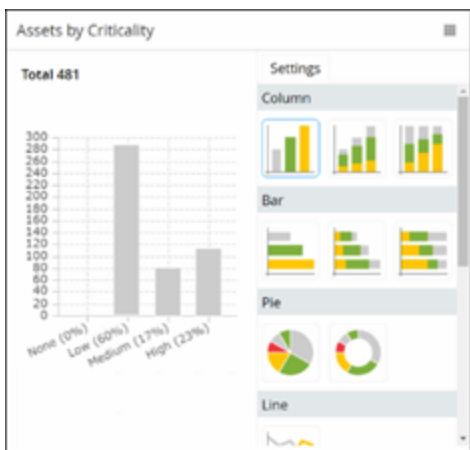 Assets by Criticality
Total 481
300
280
260
240
220
200
180
160
140
120
100
80
60
40
20
0
None (0%)
Low (60%)
Medium (17%)
High (23%)
Settings
Column
Bar
Pie
Line